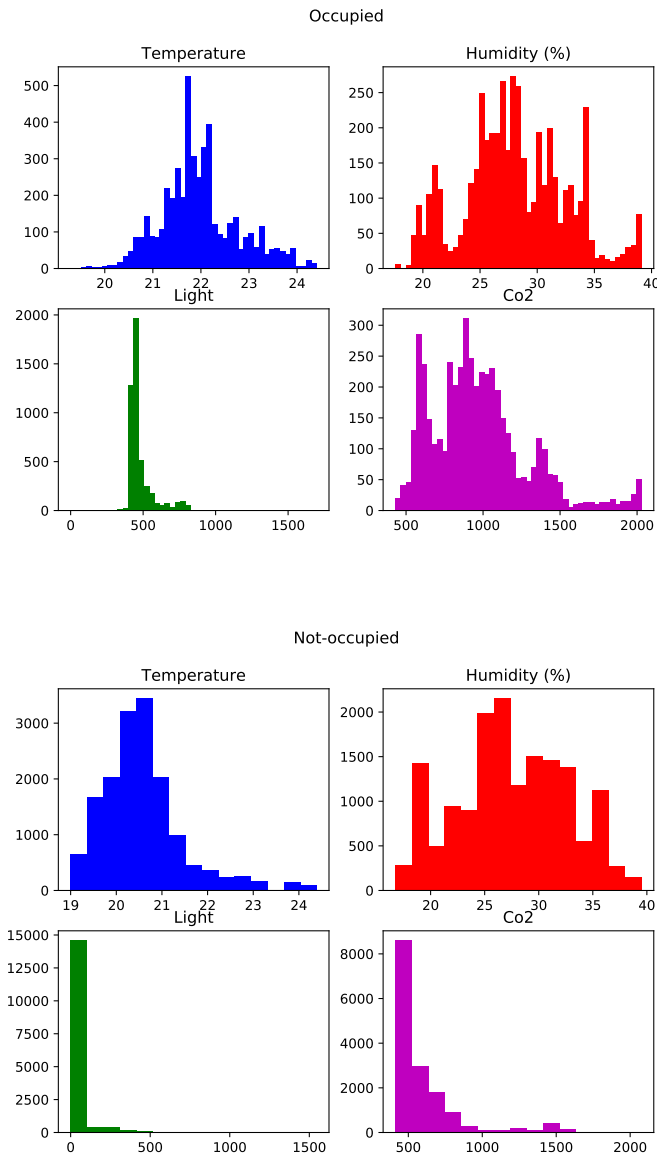 Occupied
Temperature
Humidity (%)
500
400
300
200
100
0
20 21 22 23 24
250
200
150
100
50
0
20 25 30 35 40
Light
Co2
2000
1500
1000
500
0
0 500 1000 1500
300
250
200
150
100
50
0
500 1000 1500 2000
Not-occupied
Temperature
Humidity (%)
3000
2000
1000
0
19 20 21 22 23 24
2000
1500
1000
500
0
20 25 30 35 40
Light
Co2
15000
12500
10000
7500
5000
2500
0
0 500 1000 1500
8000
6000
4000
2000
0
500 1000 1500 2000